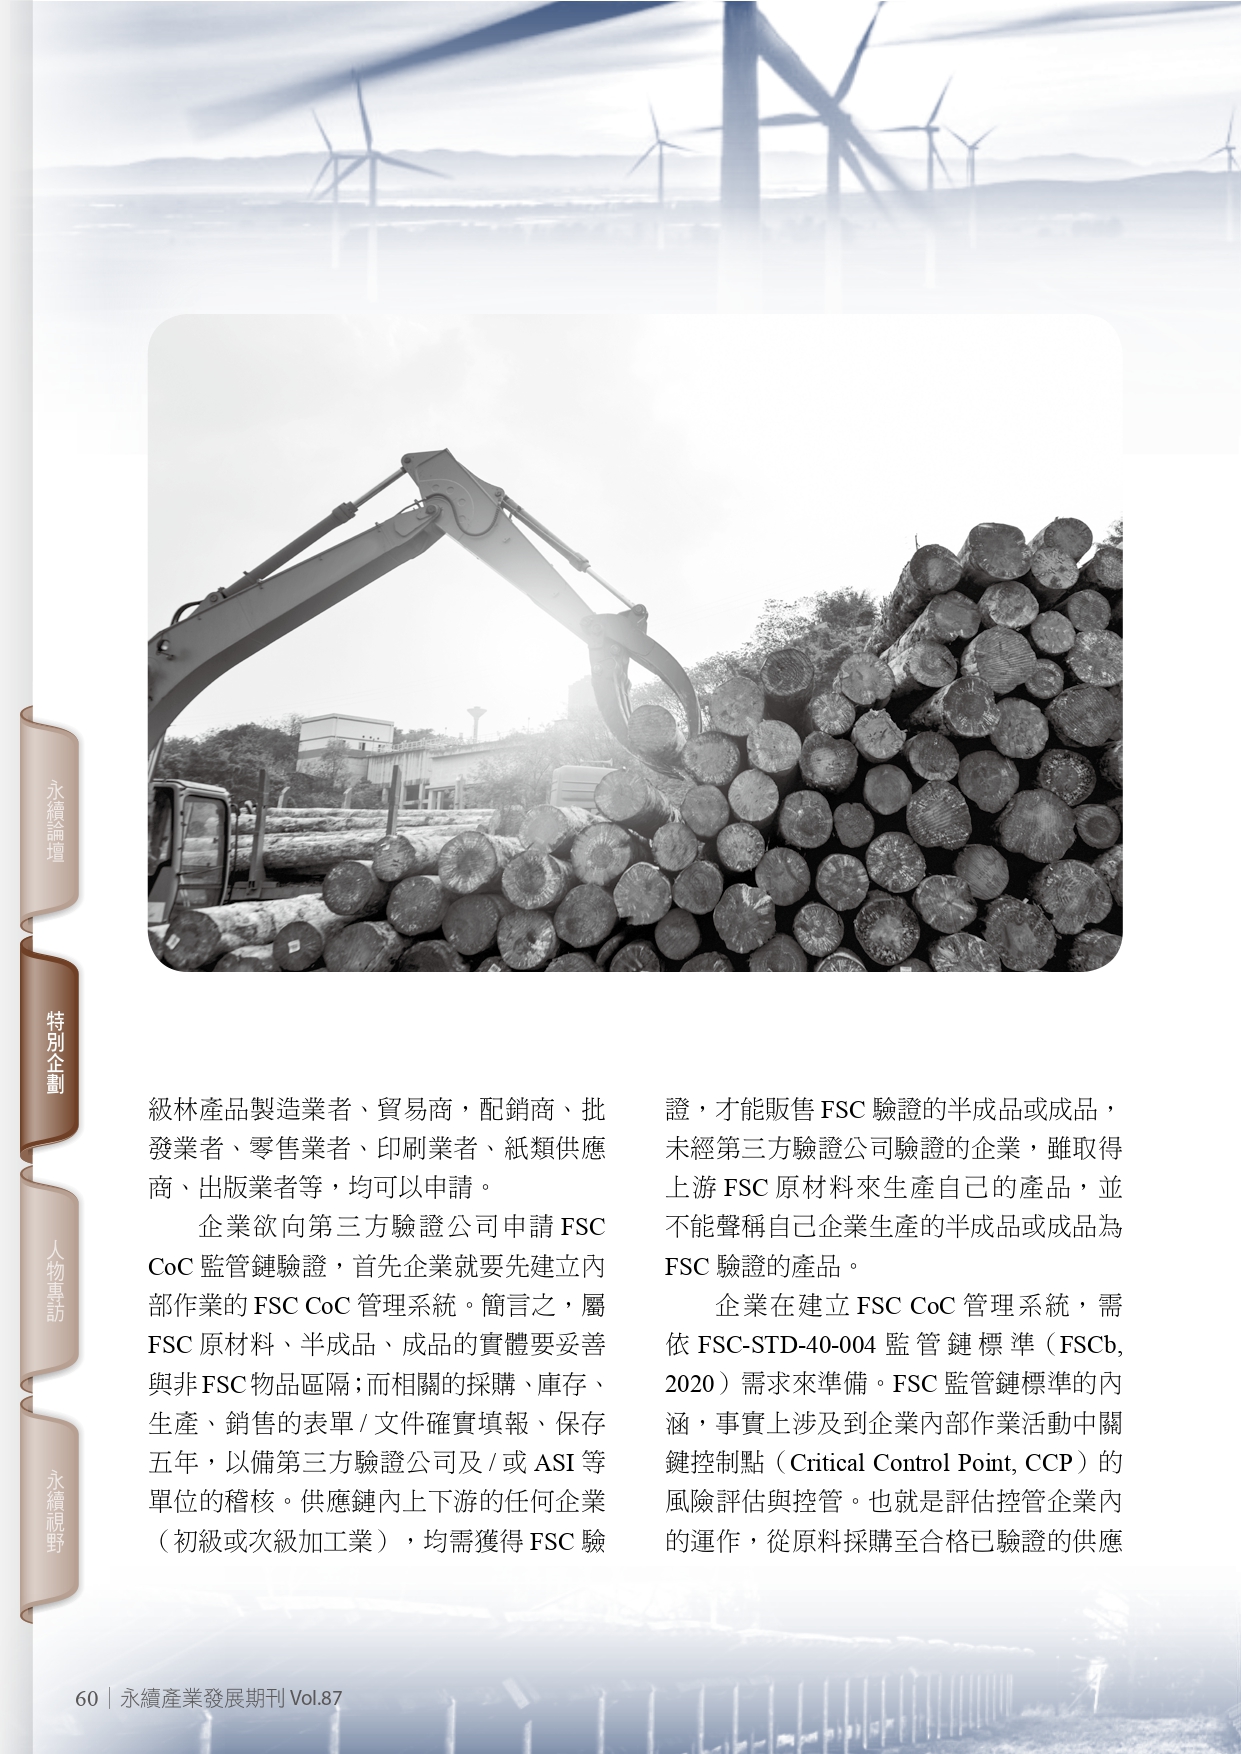 永續論壇
特別企劃
人物專訪
永續視野
級林產品製造業者、貿易商，配銷商、批
發業者、零售業者、印刷業者、紙類供應
商、出版業者等，均可以申請。
企業欲向第三方驗證公司申請 FSC
CoC 監管鏈驗證，首先企業就要先建立內
部作業的 FSC CoC 管理系統。簡言之，屬
FSC 原材料、半成品、成品的實體要妥善
與非 FSC 物品區隔；而相關的採購、庫存、
生產、銷售的表單 / 文件確實填報、保存
五年，以備第三方驗證公司及 / 或 ASI 等
單位的稽核。供應鏈內上下游的任何企業
（初級或次級加工業），均需獲得 FSC 驗
證，才能販售 FSC 驗證的半成品或成品，
未經第三方驗證公司驗證的企業，雖取得
上游 FSC 原材料來生產自己的產品，並
不能聲稱自己企業生產的半成品或成品為
FSC 驗證的產品。
企業在建立 FSC CoC 管理系統，需
依 FSC-STD-40-004 監管鏈標準（FSCb,
2020）需求來準備。FSC 監管鏈標準的內
涵，事實上涉及到企業內部作業活動中關
鍵控制點（Critical Control Point, CCP）的
風險評估與控管。也就是評估控管企業內
的運作，從原料採購至合格已驗證的供應
60 | 永續產業發展期刊 Vol.87